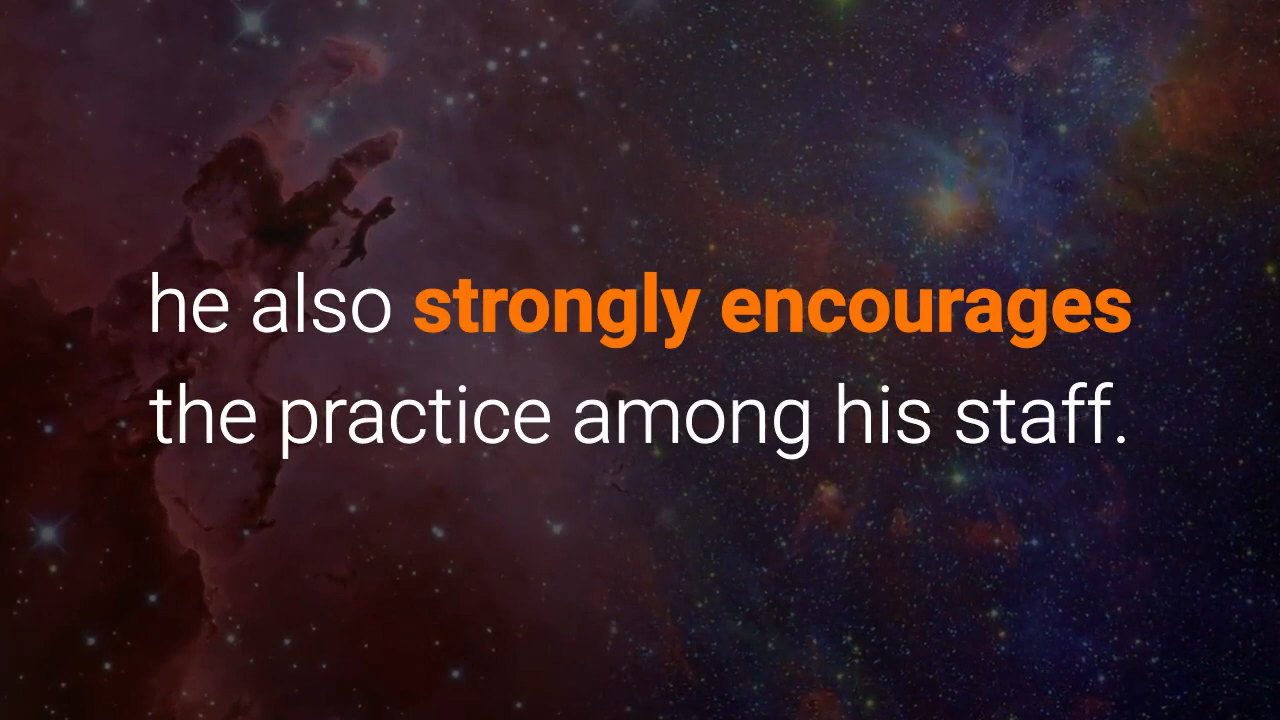 he also strongly encourages
the practice among his staff.